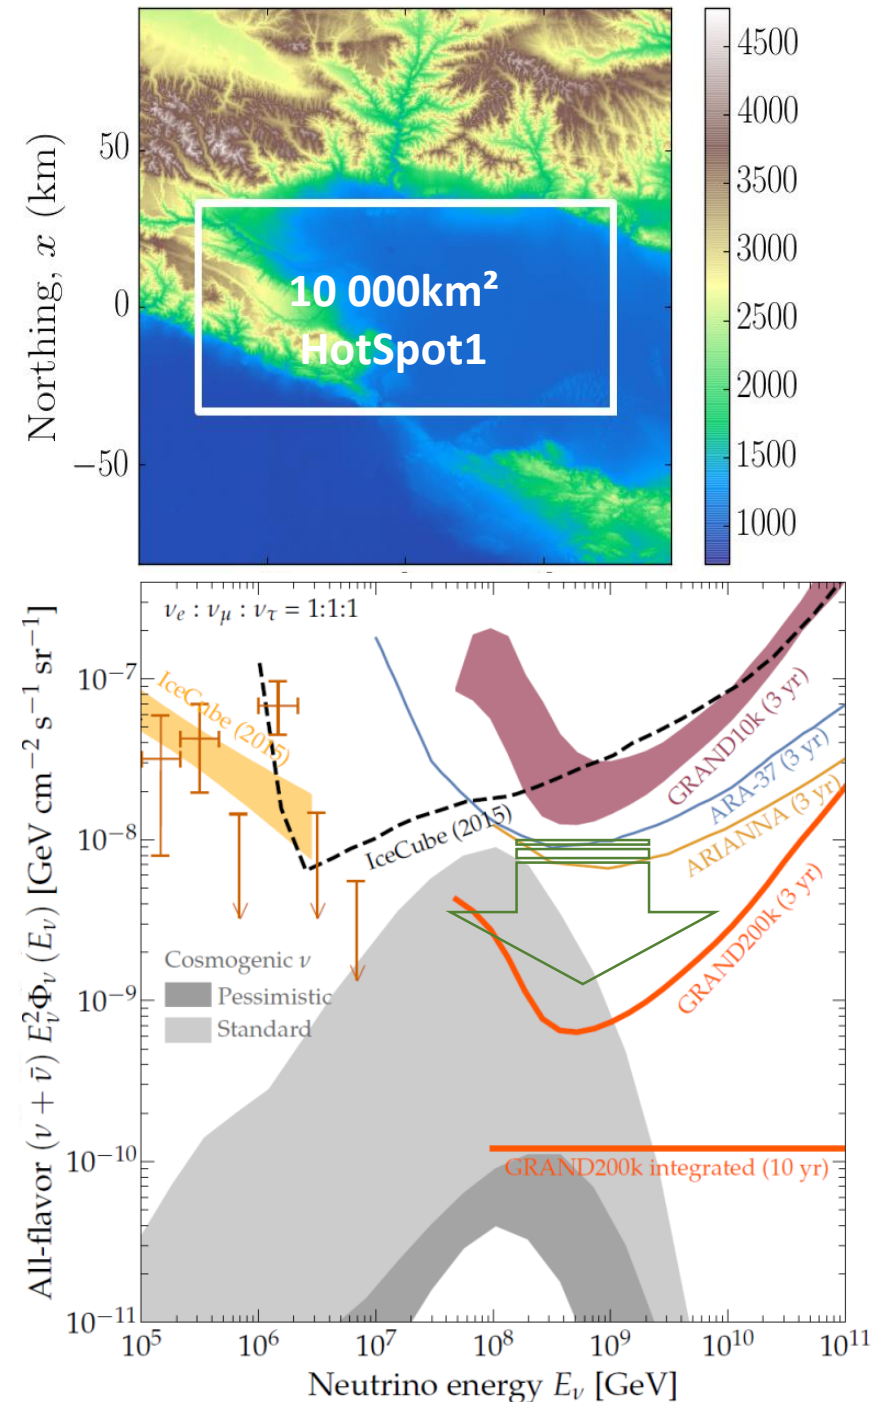 4500
4000
3500
3000
2500
2000
1500
1000
Northing, x (km)
50
0
−50
10 000km²
HotSpot1
All-flavor (ν + ν̄) E²νΦν (Eν) [GeV cm⁻² s⁻¹ sr⁻¹]
10⁻⁷
10⁻⁸
10⁻⁹
10⁻¹⁰
10⁻¹¹
νe : νμ : ντ = 1:1:1
IceCube (2015)
IceCube (2015)
GRAND10k (3 yr)
ARA-37 (3 yr)
ARIANNA (3 yr)
GRAND200k (3 yr)
Cosmogenic ν
Pessimistic
Standard
GRAND200k integrated (10 yr)
10⁵ 10⁶ 10⁷ 10⁸ 10⁹ 10¹⁰ 10¹¹
Neutrino energy Eν [GeV]